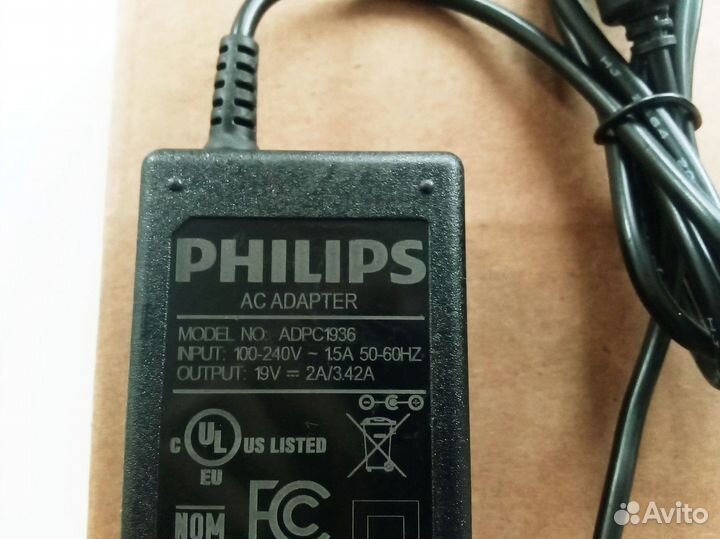 PHILIPS
AC ADAPTER
MODEL NO: ADPC1936
INPUT: 100-240V ~ 1.5A 50-60HZ
OUTPUT: 19V ⎓ 2A/3.42A
C UL US LISTED
EU
NOM
FC
Avito